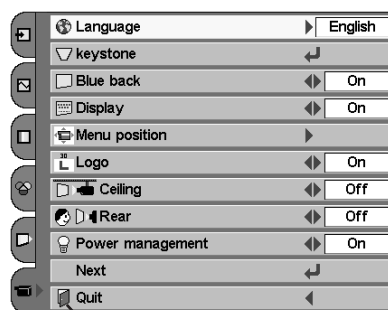 Language English
keystone
Blue back On
Display On
Menu position
Logo On
Ceiling Off
Rear Off
Power management On
Next
Quit